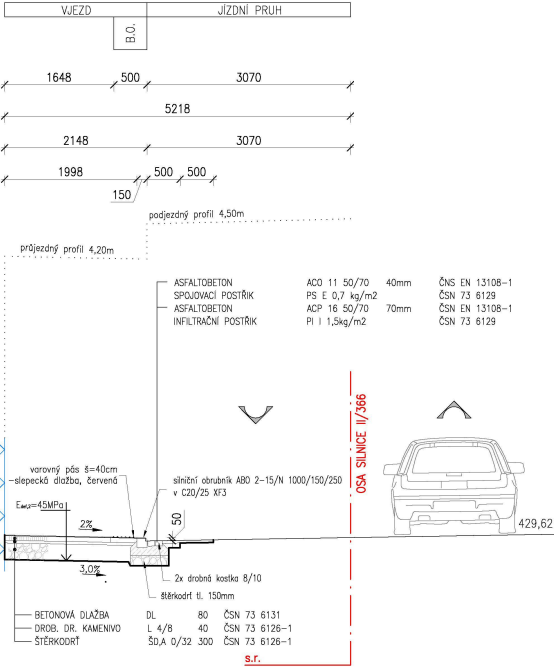 VJEZD JÍZDNÍ PRUH
B.O.
1648 500 3070
5218
2148 3070
1998 500 500
150
podjezdný profil 4,50m
průjezdný profil 4,20m
ASFALTOBETON ACO 11 50/70 40mm ČNS EN 13108-1
SPOJOVACÍ POSTŘIK PS E 0,7 kg/m2 ČSN 73 6129
ASFALTOBETON ACP 16 50/70 70mm ČSN EN 13108-1
INFILTRAČNÍ POSTŘIK PI I 1,5kg/m2 ČSN 73 6129
OSA SILNICE II/366
varovný pás š=40cm
-slepecká dlažba, červená
silniční obrubník ABO 2-15/N 1000/150/250
v C20/25 XF3
=45MPa
50
2%
429,62
3,0%
2x drobná kostka 8/10
štěrkodrť tl. 150mm
BETONOVÁ DLAŽBA DL 80 ČSN 73 6131
DROB. DR. KAMENIVO L 4/8 40 ČSN 73 6126-1
ŠTĚRKODRŤ ŠD,A 0/32 300 ČSN 73 6126-1
s.r.